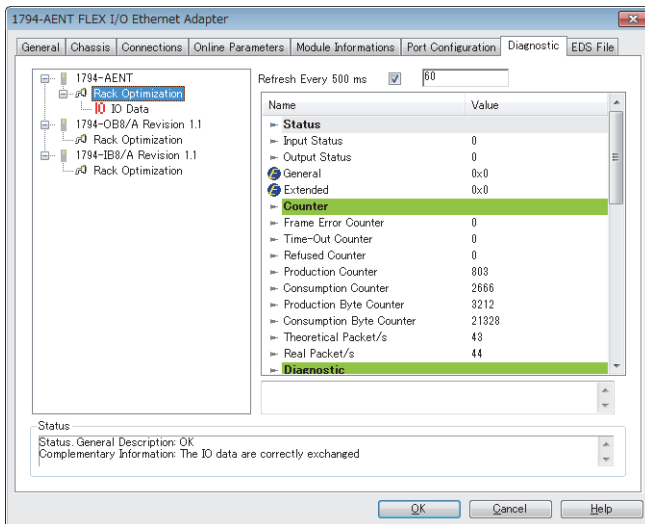 1794-AENT FLEX I/O Ethernet Adapter
General Chassis Connections Online Parameters Module Informations Port Configuration Diagnostic EDS File
1794-AENT
Rack Optimization
IO IO Data
1794-OB8/A Revision 1.1
Rack Optimization
1794-IB8/A Revision 1.1
Rack Optimization
Refresh Every 500 ms 60
Name Value
Status
Input Status 0
Output Status 0
General 0x0
Extended 0x0
Counter
Frame Error Counter 0
Time-Out Counter 0
Refused Counter 0
Production Counter 803
Consumption Counter 2666
Production Byte Counter 3212
Consumption Byte Counter 21328
Theoretical Packet/s 43
Real Packet/s 44
Diagnostic
Status
Status. General Description: OK
Complementary Information: The IO data are correctly exchanged
OK Cancel Help